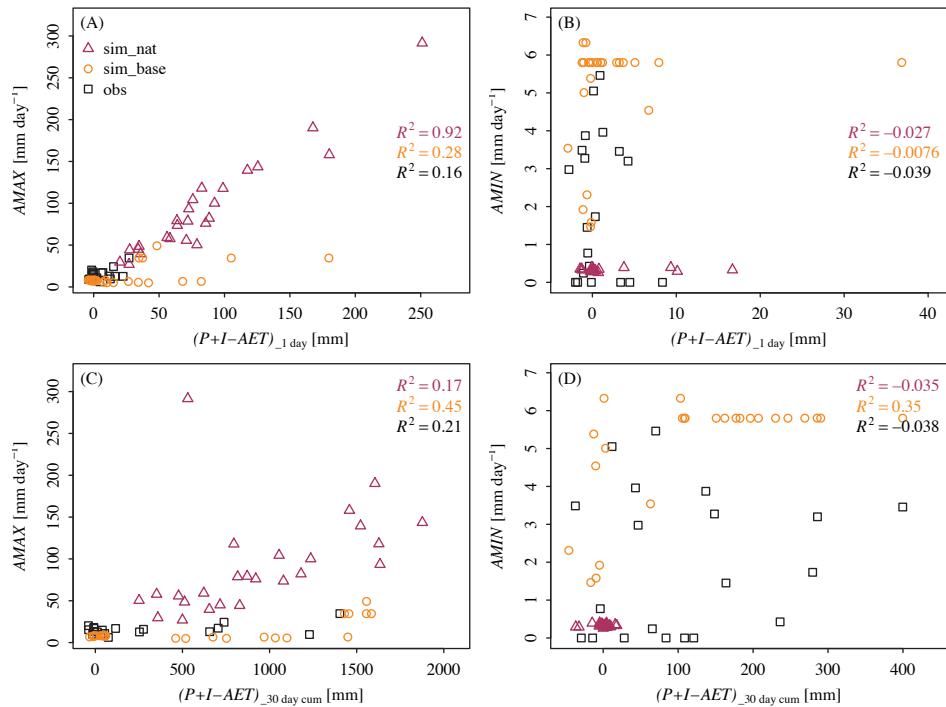 (A)
sim_nat
sim_base
obs
R² = 0.92
R² = 0.28
R² = 0.16
AMAX [mm day⁻¹]
0 50 100 150 200 250 300
0 50 100 150 200 250
(P+I−AET)_1 day [mm]
(B)
R² = −0.027
R² = −0.0076
R² = −0.039
AMIN [mm day⁻¹]
0 1 2 3 4 5 6 7
0 10 20 30 40
(P+I−AET)_1 day [mm]
(C)
R² = 0.17
R² = 0.45
R² = 0.21
AMAX [mm day⁻¹]
0 50 100 150 200 250 300
0 500 1000 1500 2000
(P+I−AET)_30 day cum [mm]
(D)
R² = −0.035
R² = 0.35
R² = −0.038
AMIN [mm day⁻¹]
0 1 2 3 4 5 6 7
0 100 200 300 400
(P+I−AET)_30 day cum [mm]